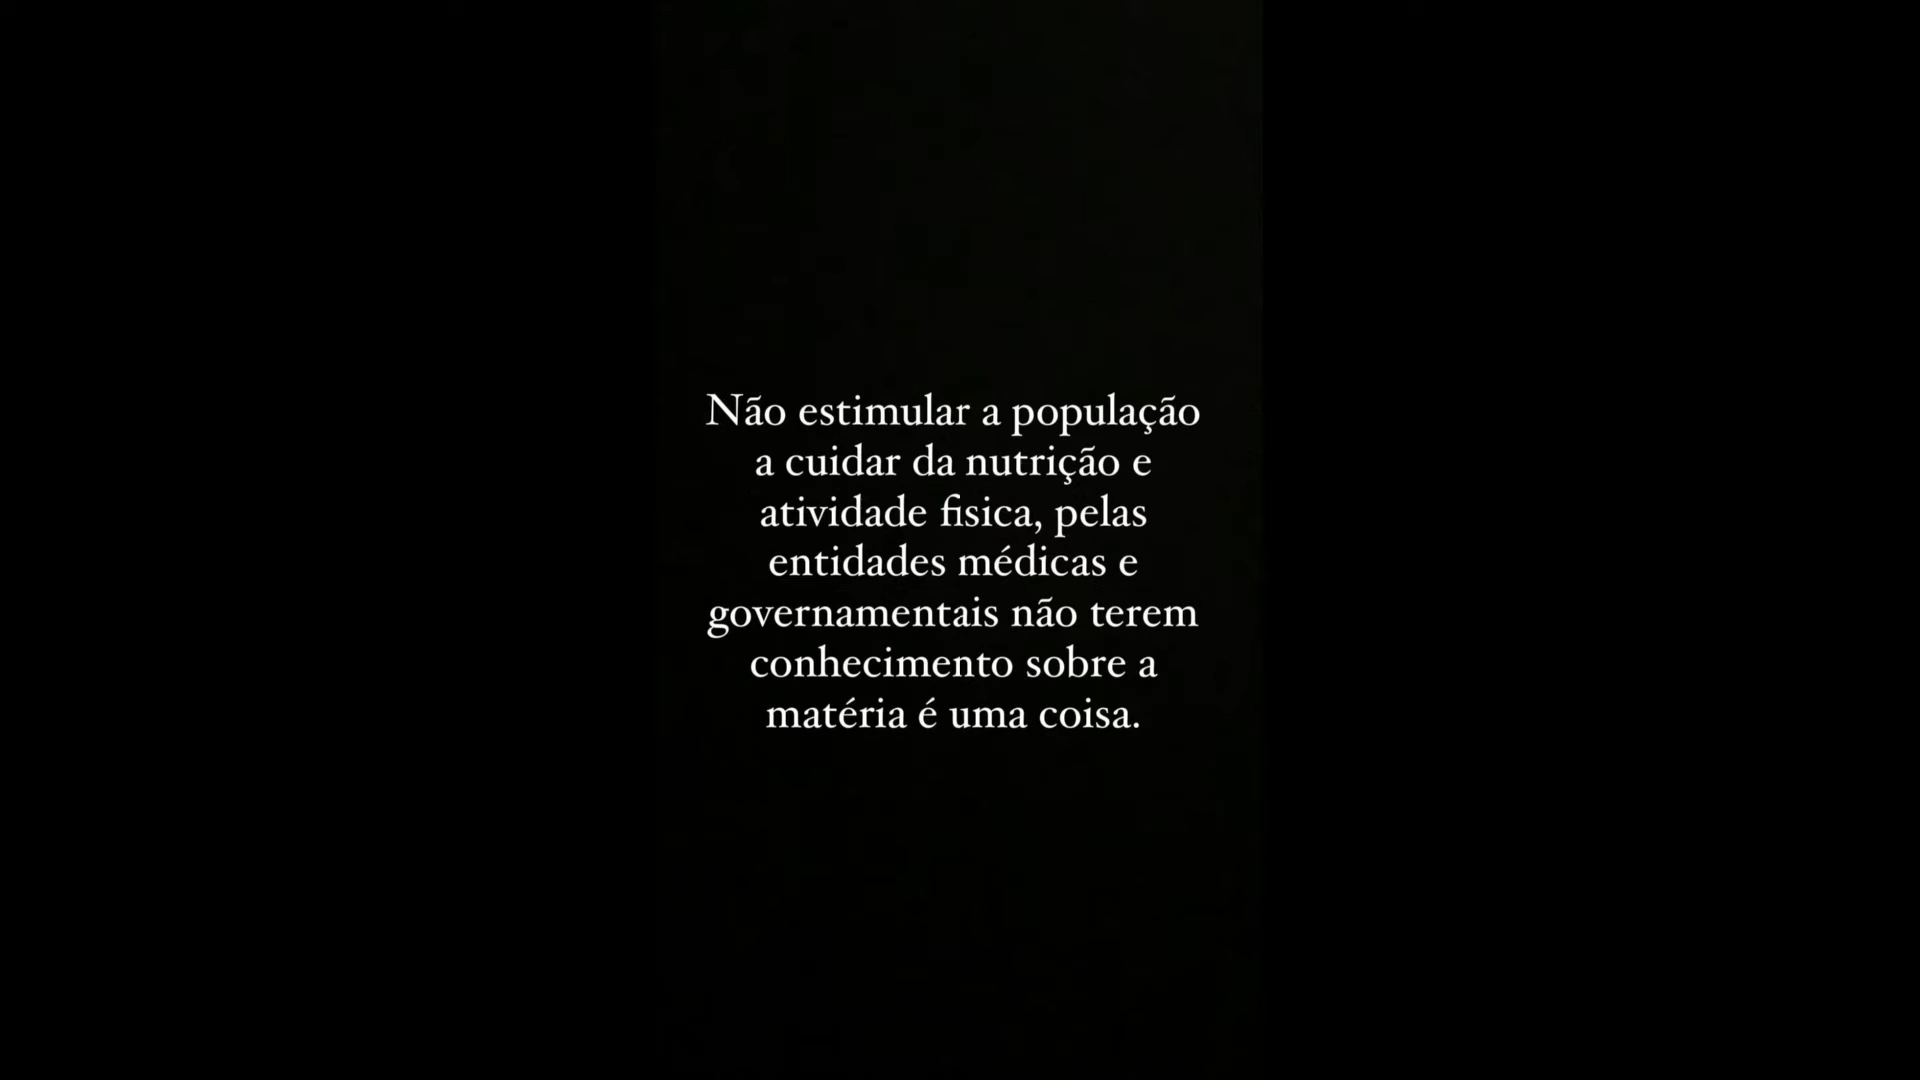 Não estimular a população
a cuidar da nutrição e
atividade fisica, pelas
entidades médicas e
governamentais não terem
conhecimento sobre a
matéria é uma coisa.